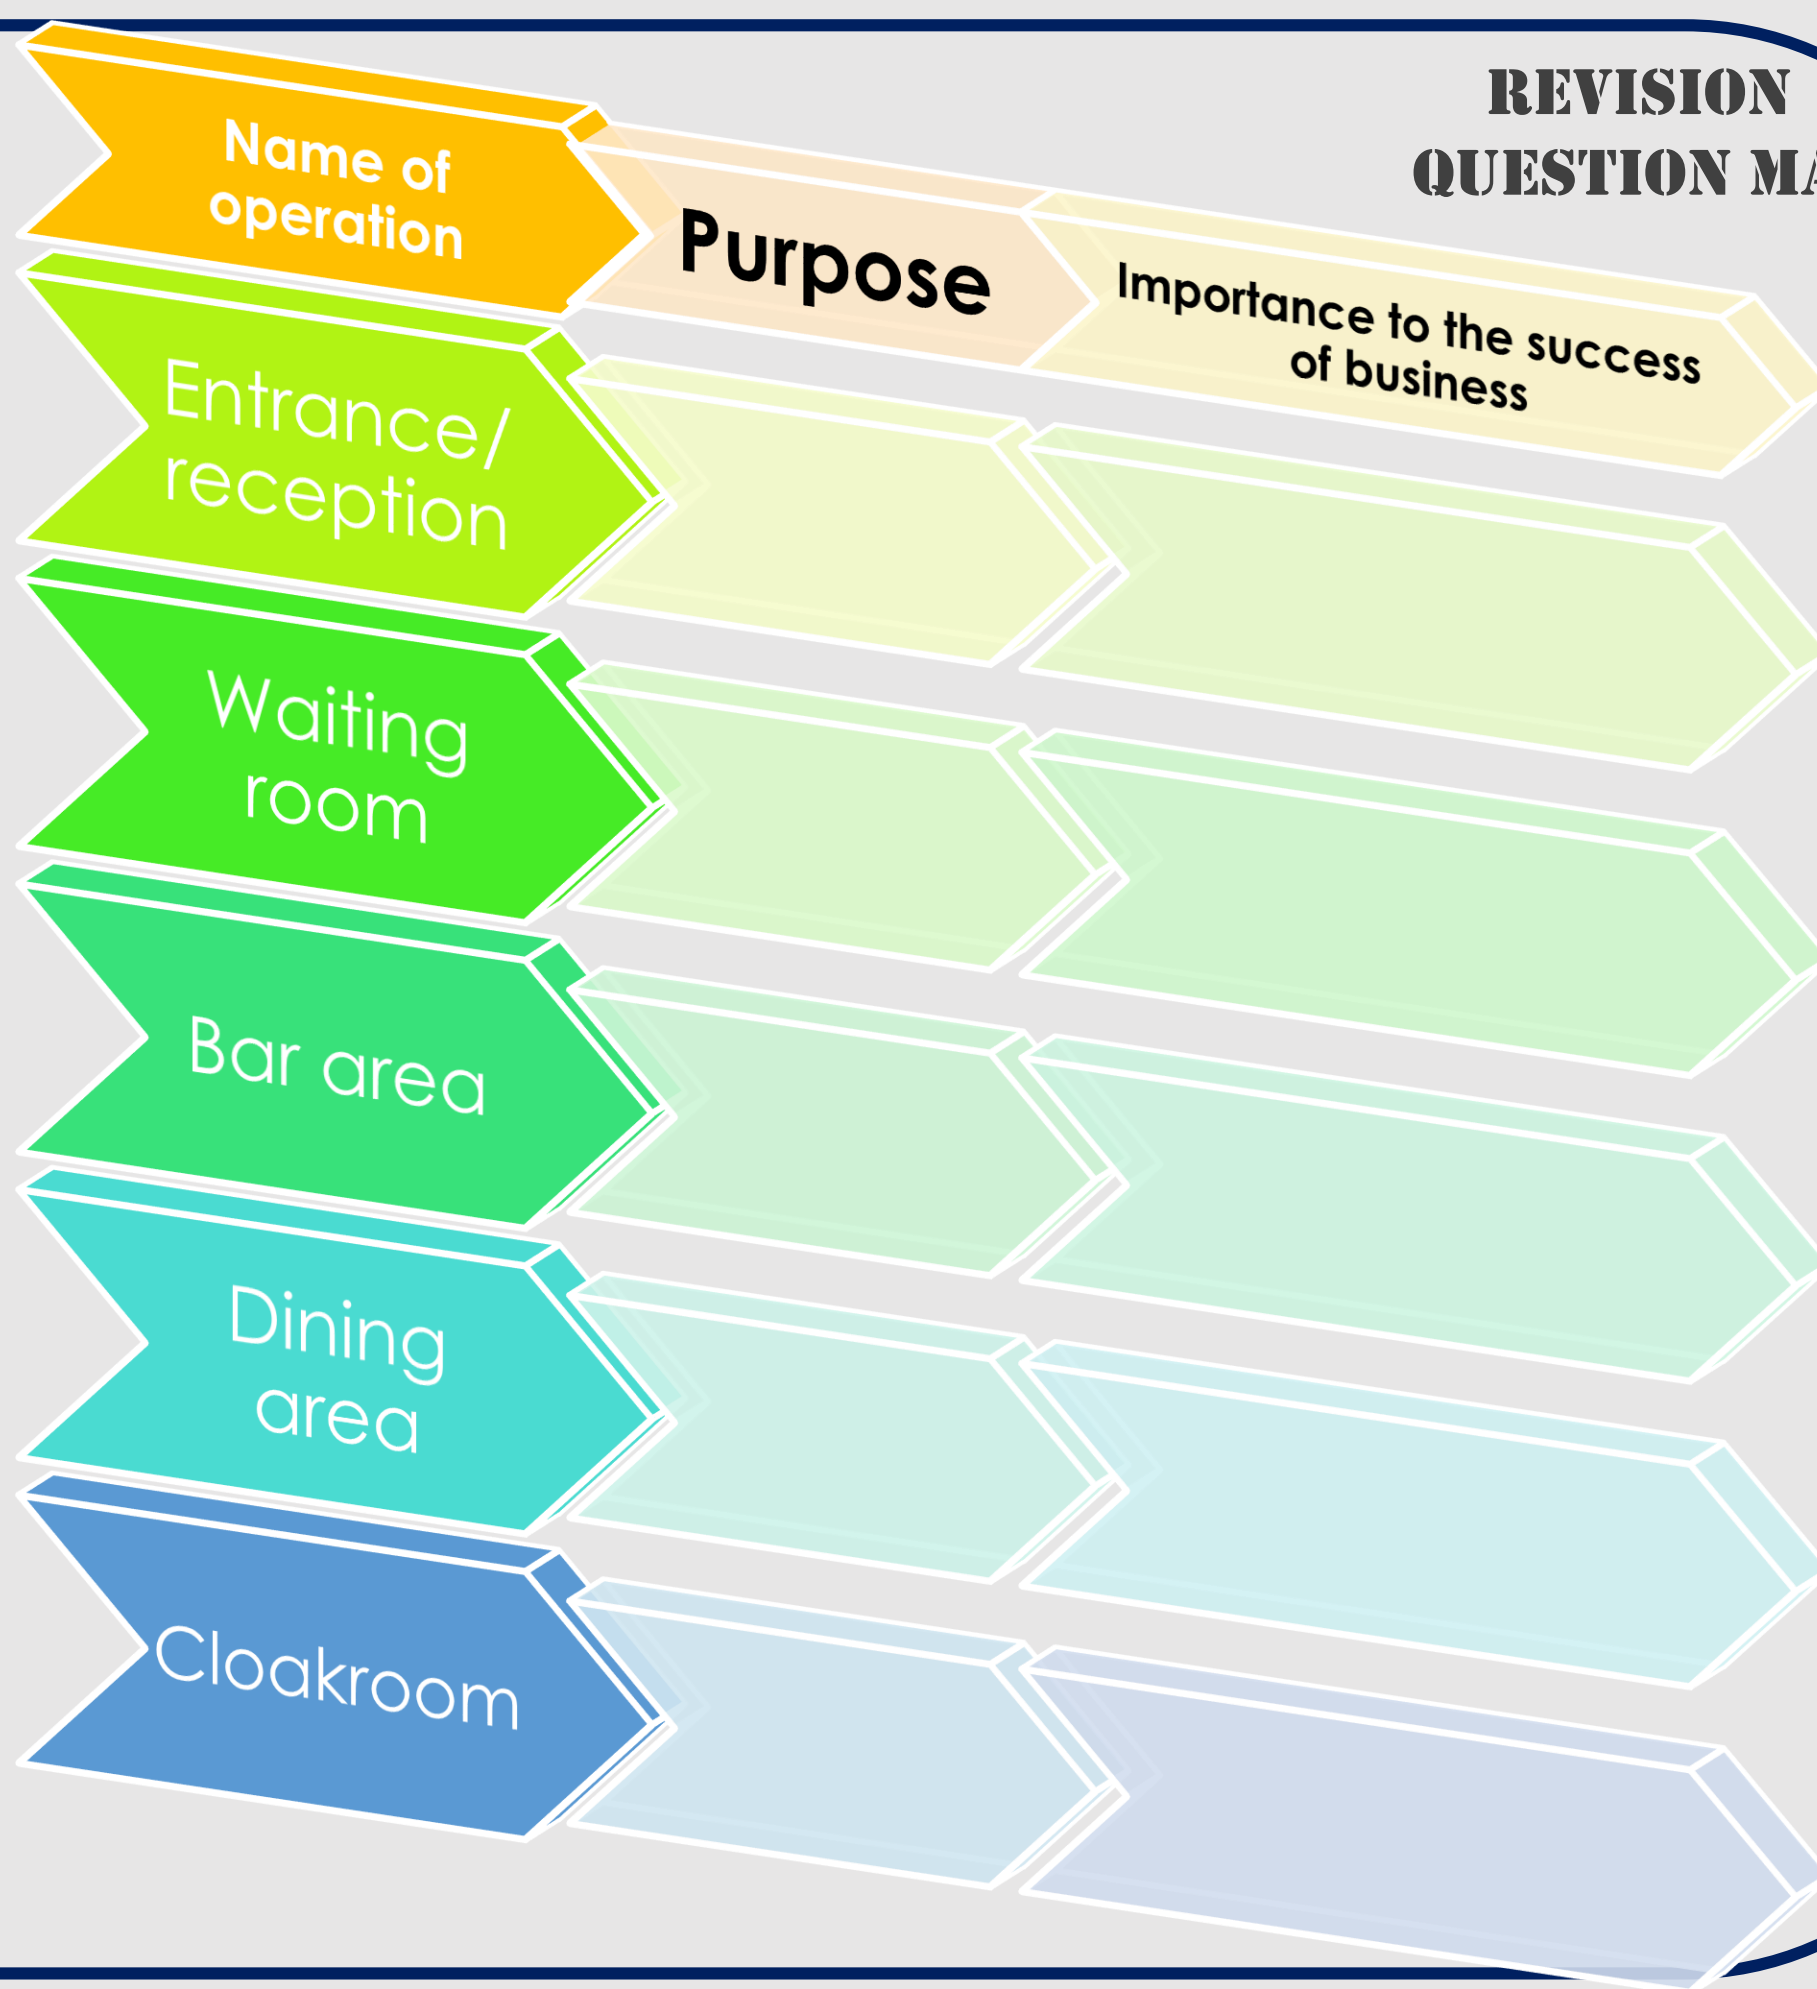 REVISION
QUESTION MA
Name of
operation
Purpose
Importance to the success
of business
Entrance/
reception
Waiting
room
Bar area
Dining
area
Cloakroom